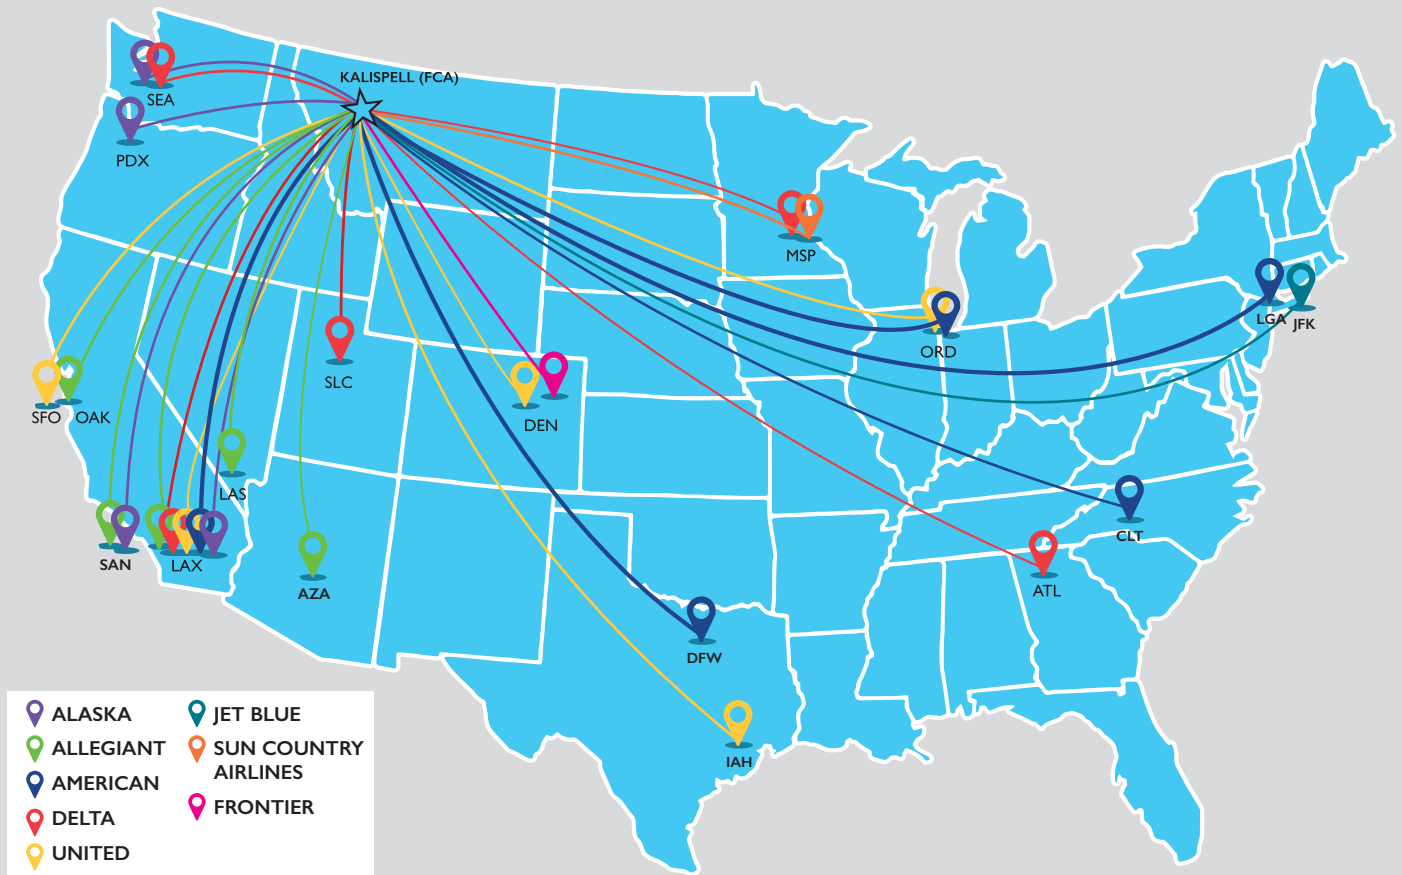 KALISPELL (FCA)
SEA
PDX
MSP
LGA
JFK
ORD
SLC
SFO
OAK
DEN
LAS
CLT
SAN
LAX
AZA
ATL
DFW
IAH
ALASKA
ALLEGIANT
AMERICAN
DELTA
UNITED
JET BLUE
SUN COUNTRY
AIRLINES
FRONTIER